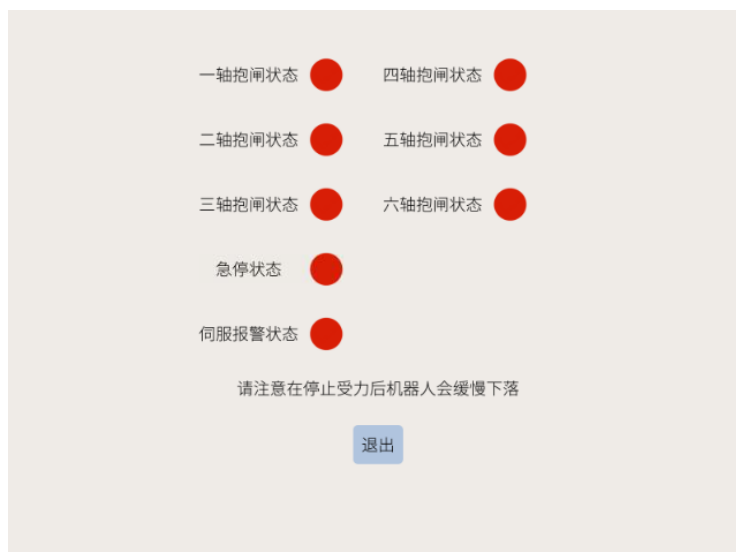 一轴抱闸状态 四轴抱闸状态
二轴抱闸状态 五轴抱闸状态
三轴抱闸状态 六轴抱闸状态
急停状态
伺服报警状态
请注意在停止受力后机器人会缓慢下落
退出